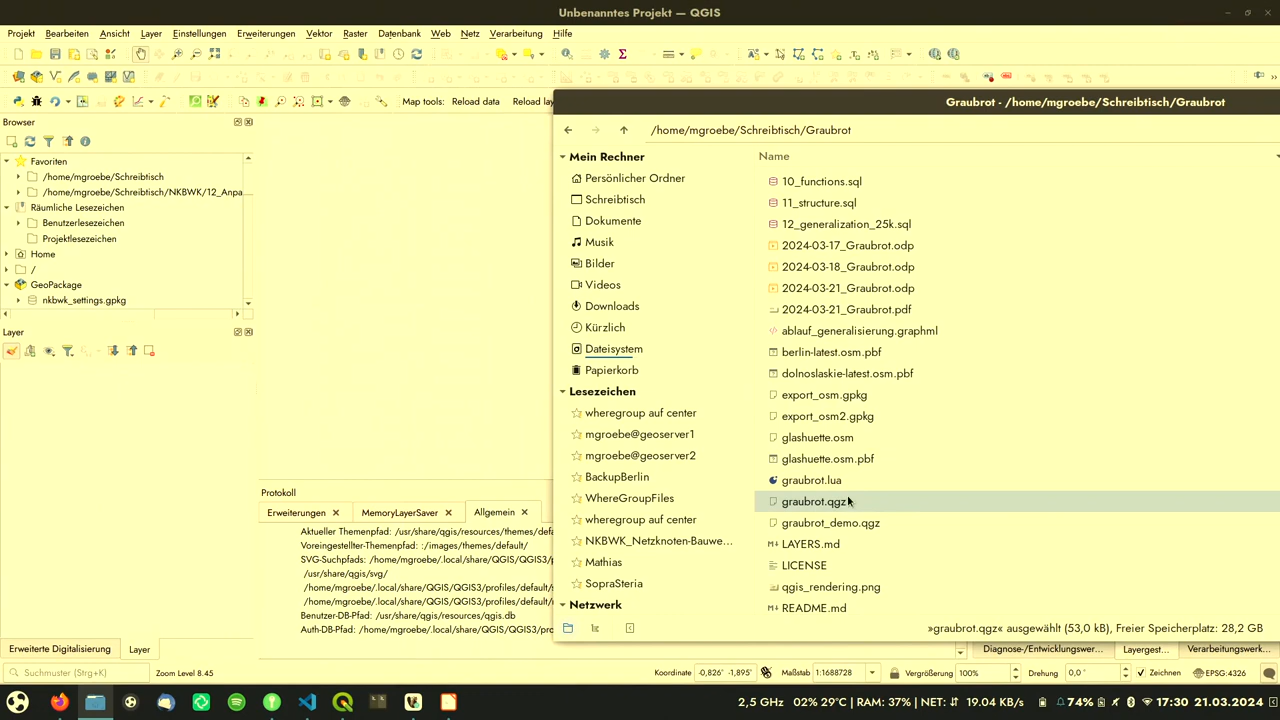 Unbenanntes Projekt — QGIS
Projekt Bearbeiten Ansicht Layer Einstellungen Erweiterungen Vektor Raster Datenbank Web Netz Verarbeitung Hilfe
Map tools: Reload data Reload lay
Browser
Favoriten
/home/mgroebe/Schreibtisch
/home/mgroebe/Schreibtisch/NKBWK/12_Anpa
Räumliche Lesezeichen
Benutzerlesezeichen
Projektlesezeichen
Home
/
GeoPackage
nkbwk_settings.gpkg
Layer
Erweiterte Digitalisierung Layer
Protokoll
Erweiterungen MemoryLayerSaver Allgemein
Aktueller Themenpfad: /usr/share/qgis/resources/themes/defa
Voreingestellter-Themenpfad: :/images/themes/default/
SVG-Suchpfads: /home/mgroebe/.local/share/QGIS/QGIS3/p
/usr/share/qgis/svg/
/home/mgroebe/.local/share/QGIS/QGIS3/profiles/default/s
/home/mgroebe/.local/share/QGIS/QGIS3/profiles/default/
Benutzer-DB-Pfad: /usr/share/qgis/resources/qgis.db
Auth-DB-Pfad: /home/mgroebe/.local/share/QGIS/QGIS3/pro
Graubrot - /home/mgroebe/Schreibtisch/Graubrot
/home/mgroebe/Schreibtisch/Graubrot
Mein Rechner
Persönlicher Ordner
Schreibtisch
Dokumente
Musik
Bilder
Videos
Downloads
Kürzlich
Dateisystem
Papierkorb
Lesezeichen
wheregroup auf center
mgroebe@geoserver1
mgroebe@geoserver2
BackupBerlin
WhereGroupFiles
wheregroup auf center
NKBWK_Netzknoten-Bauwe...
Mathias
SopraSteria
Netzwerk
Name
10_functions.sql
11_structure.sql
12_generalization_25k.sql
2024-03-17_Graubrot.odp
2024-03-18_Graubrot.odp
2024-03-21_Graubrot.odp
2024-03-21_Graubrot.pdf
ablauf_generalisierung.graphml
berlin-latest.osm.pbf
dolnoslaskie-latest.osm.pbf
export_osm.gpkg
export_osm2.gpkg
glashuette.osm
glashuette.osm.pbf
graubrot.lua
graubrot.qgz
graubrot_demo.qgz
LAYERS.md
LICENSE
qgis_rendering.png
README.md
»graubrot.qgz« ausgewählt (53,0 kB), Freier Speicherplatz: 28,2 GB
Diagnose-/Entwicklungswer... Layergest... Verarbeitungswerk...
Suchmuster (Strg+K) Zoom Level 8.45 Koordinate -0,826° -1,895° Maßstab 1:1688728 Vergrößerung 100% Drehung 0,0 ° Zeichnen EPSG:4326
2,5 GHz 02% 29°C | RAM: 37% | NET: 19.04 KB/s 74% 17:30 21.03.2024